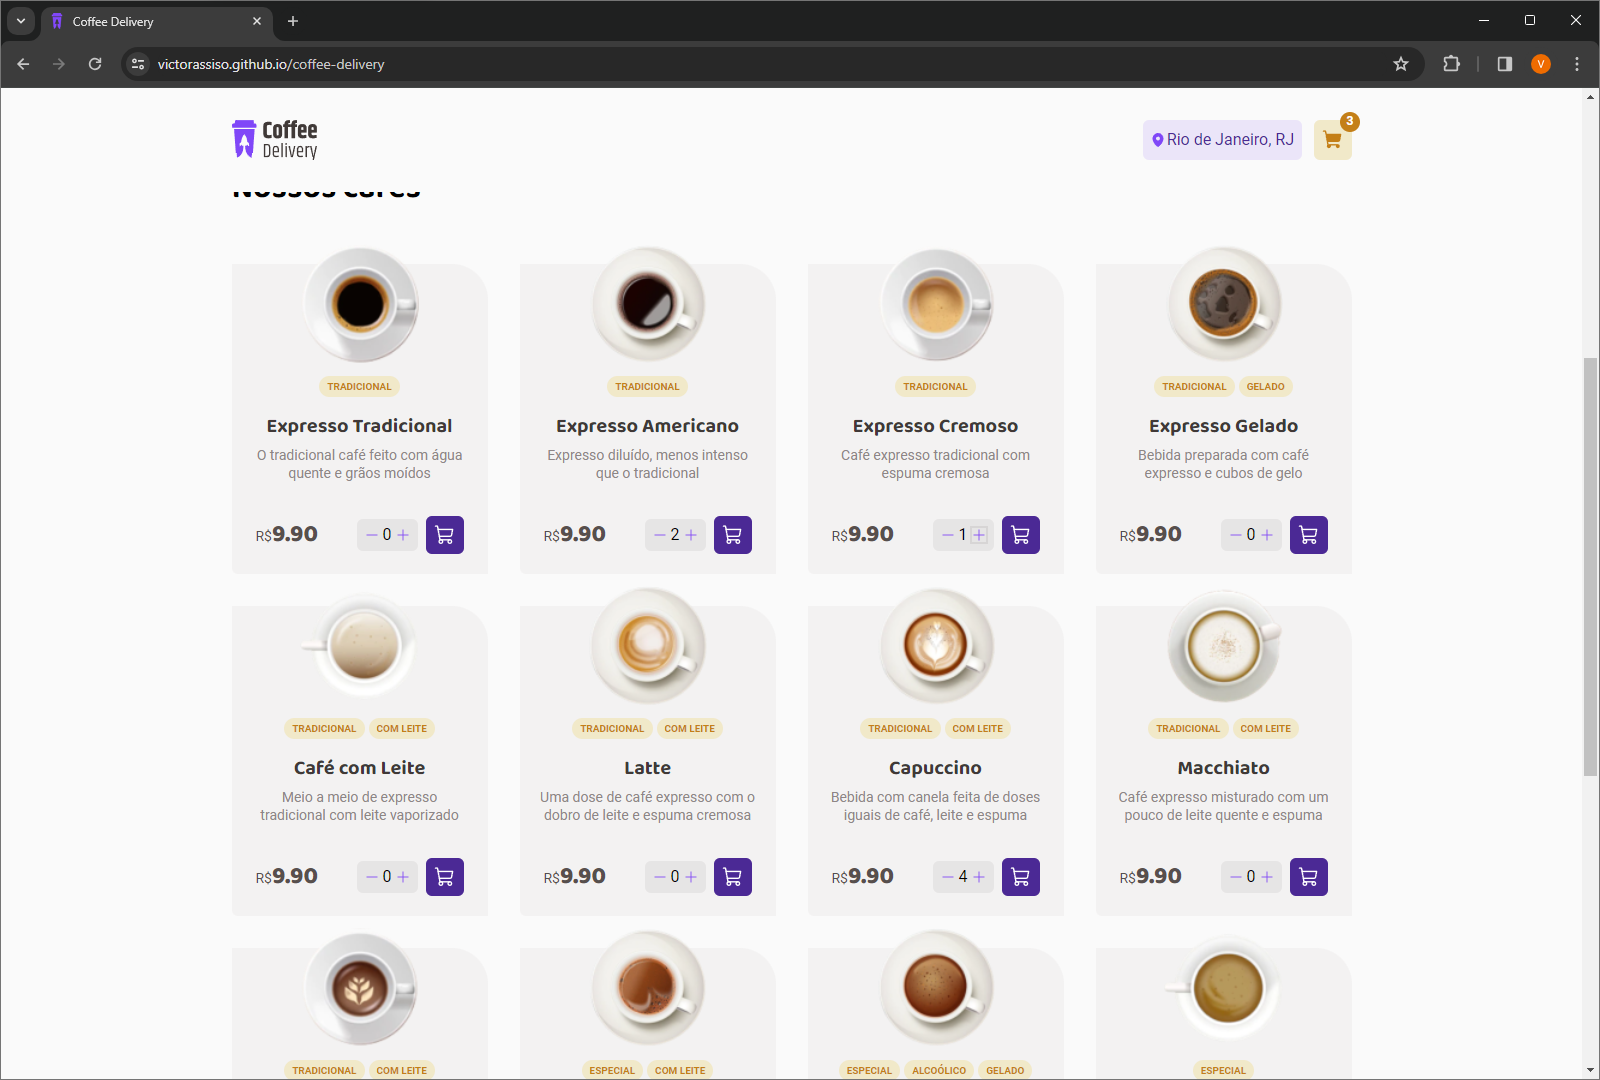 Coffee Delivery
victorassiso.github.io/coffee-delivery
V
Coffee
Delivery
Rio de Janeiro, RJ
3
Nossos cafés
TRADICIONAL
Expresso Tradicional
O tradicional café feito com água
quente e grãos moídos
R$9.90
0
TRADICIONAL
Expresso Americano
Expresso diluído, menos intenso
que o tradicional
R$9.90
2
TRADICIONAL
Expresso Cremoso
Café expresso tradicional com
espuma cremosa
R$9.90
1
TRADICIONAL GELADO
Expresso Gelado
Bebida preparada com café
expresso e cubos de gelo
R$9.90
0
TRADICIONAL COM LEITE
Café com Leite
Meio a meio de expresso
tradicional com leite vaporizado
R$9.90
0
TRADICIONAL COM LEITE
Latte
Uma dose de café expresso com o
dobro de leite e espuma cremosa
R$9.90
0
TRADICIONAL COM LEITE
Capuccino
Bebida com canela feita de doses
iguais de café, leite e espuma
R$9.90
4
TRADICIONAL COM LEITE
Macchiato
Café expresso misturado com um
pouco de leite quente e espuma
R$9.90
0
TRADICIONAL COM LEITE
ESPECIAL COM LEITE
ESPECIAL ALCOÓLICO GELADO
ESPECIAL